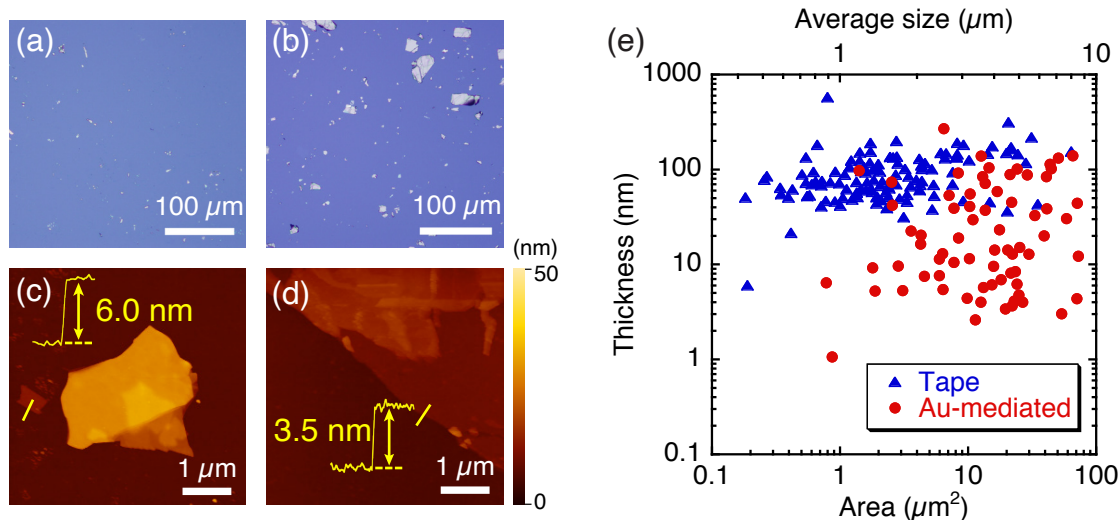 (a)
100 µm
(b)
100 µm
(c)
6.0 nm
1 µm
(d)
3.5 nm
1 µm
(nm)
50
0
(e)
Average size (µm)
1
10
Thickness (nm)
1000
100
10
1
0.1
Tape
Au-mediated
0.1
1
10
100
Area (µm²)